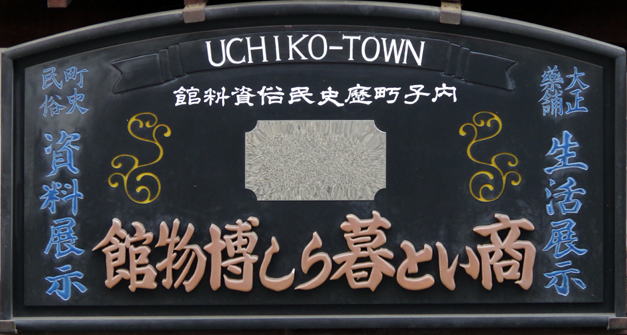 UCHIKO-TOWN
内子町歴史民俗資料館
大正
藥舗
生活展示
商いと暮らし博物館
町史
民俗
資料展示